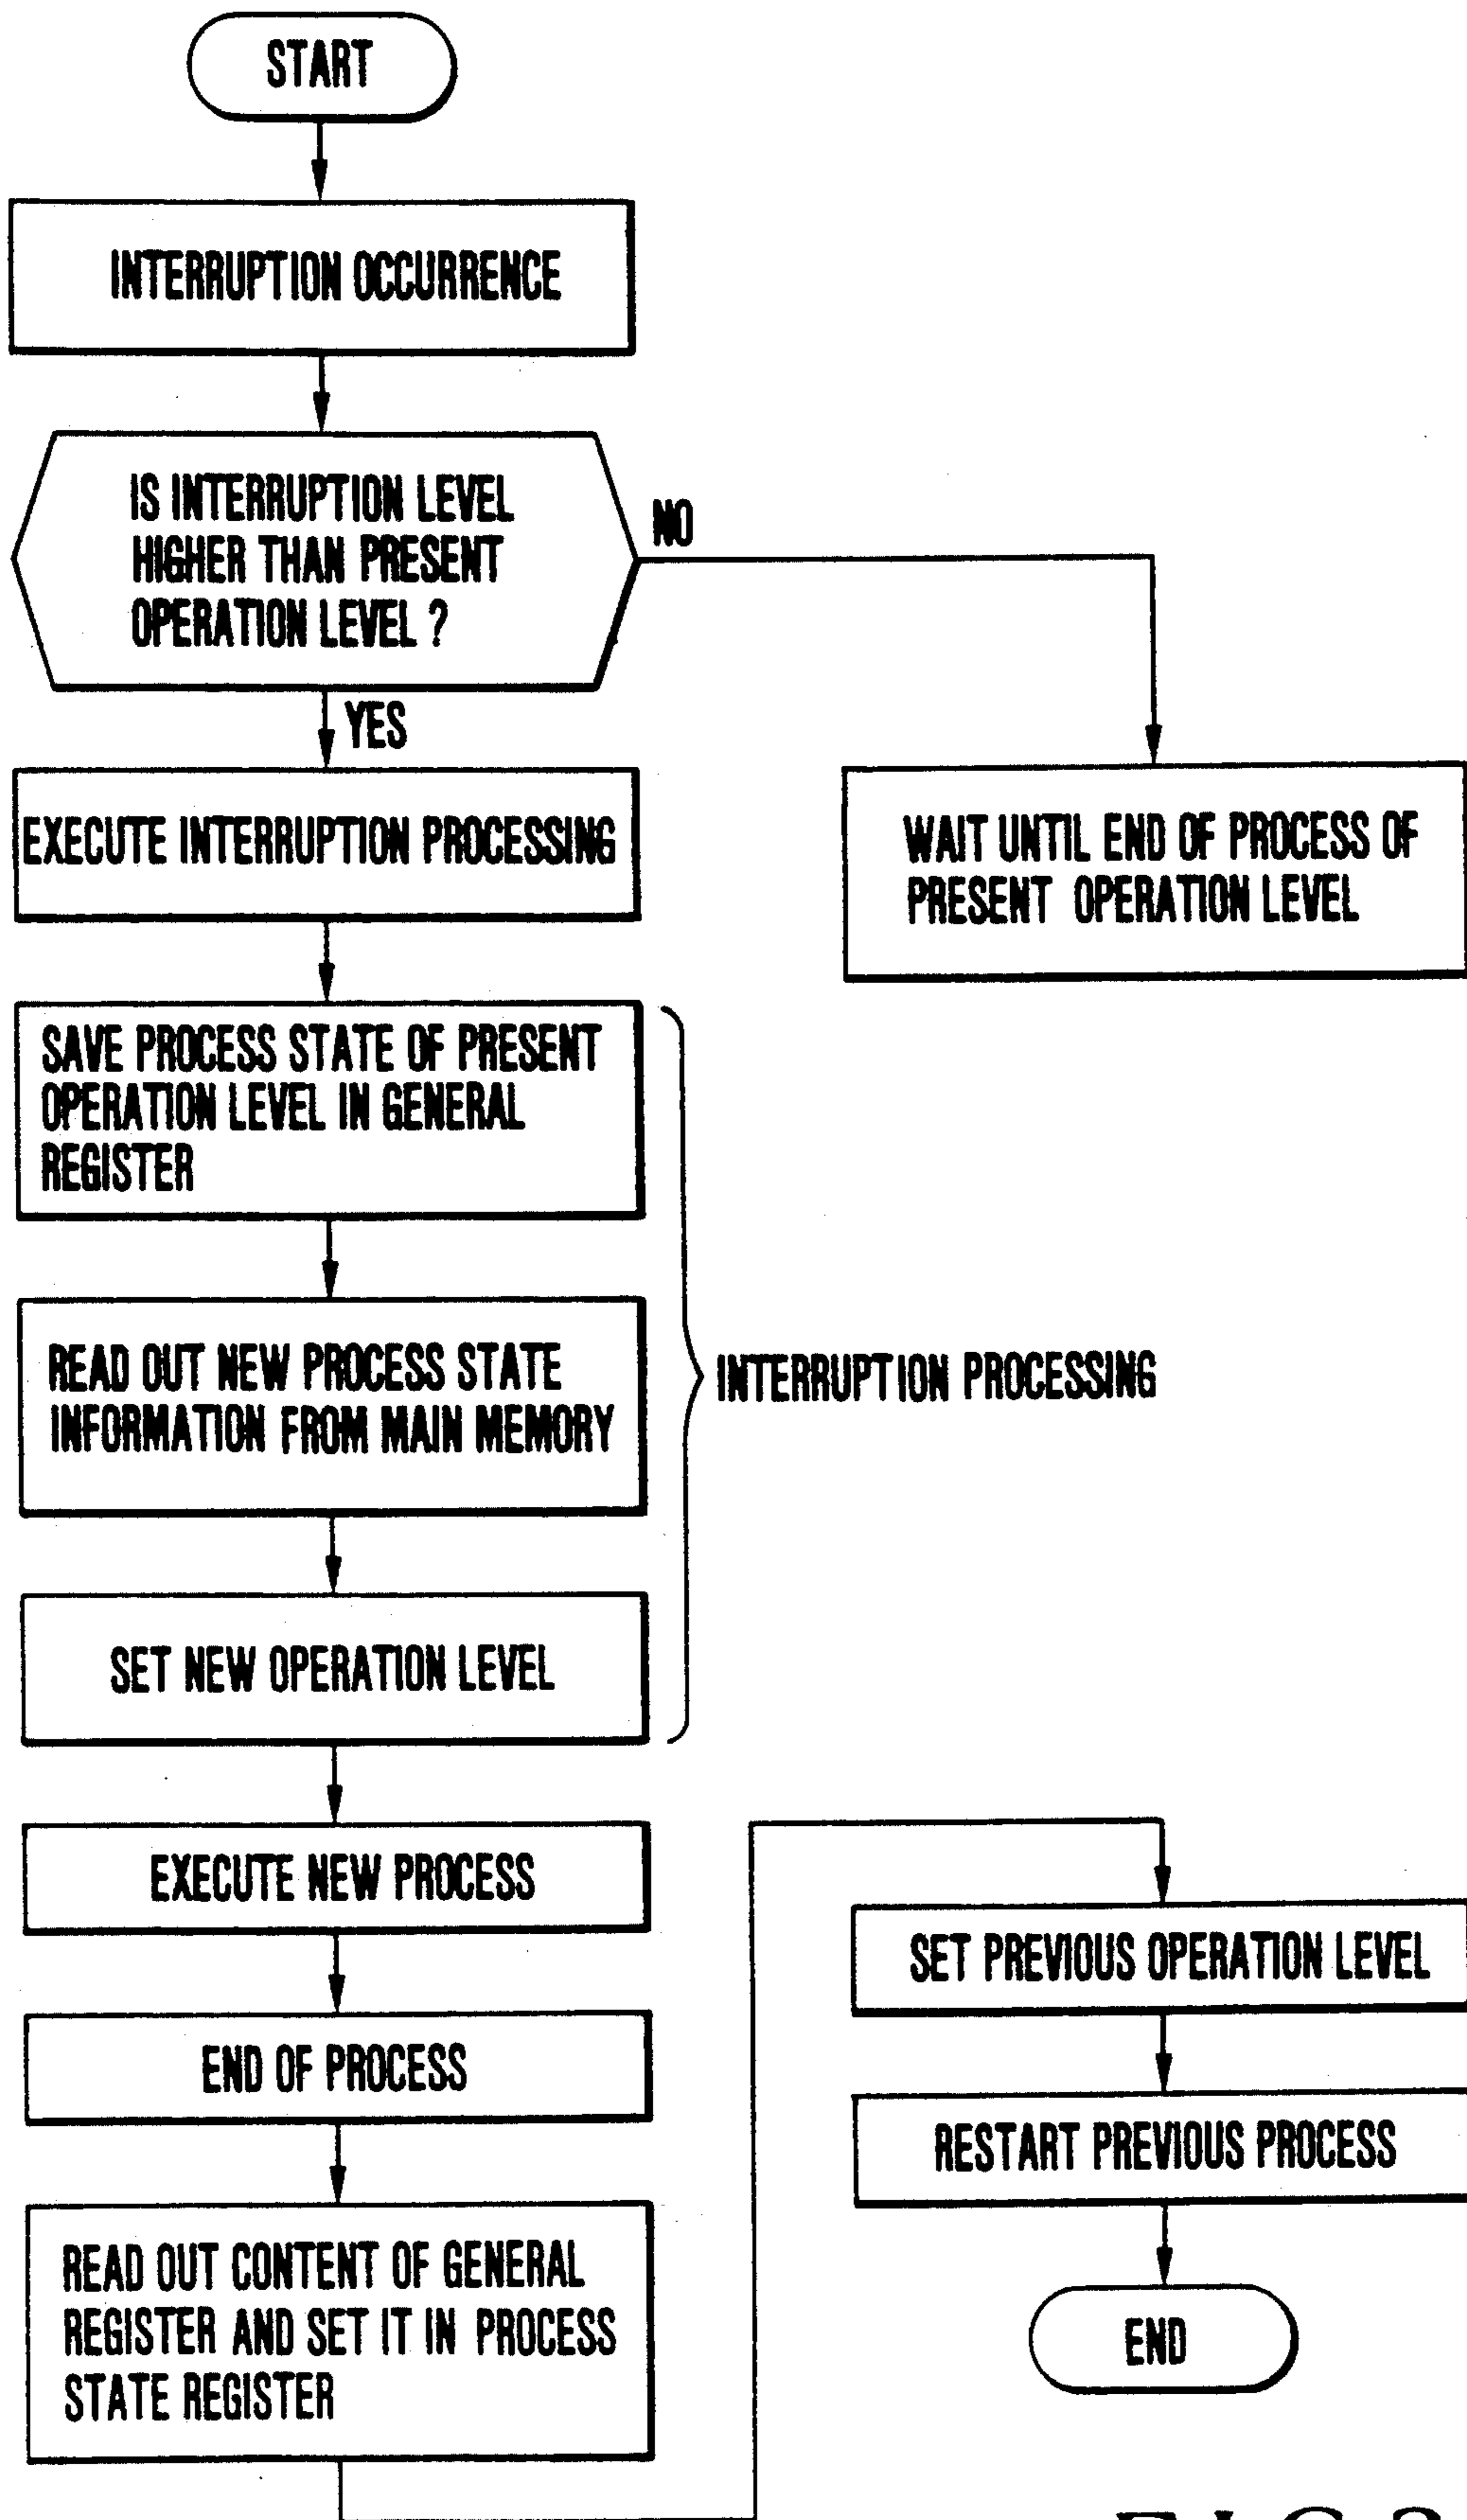 START
INTERRUPTION OCCURRENCE
IS INTERRUPTION LEVEL
HIGHER THAN PRESENT
OPERATION LEVEL ?
NO
YES
EXECUTE INTERRUPTION PROCESSING
WAIT UNTIL END OF PROCESS OF
PRESENT OPERATION LEVEL
SAVE PROCESS STATE OF PRESENT
OPERATION LEVEL IN GENERAL
REGISTER
READ OUT NEW PROCESS STATE
INFORMATION FROM MAIN MEMORY
INTERRUPTION PROCESSING
SET NEW OPERATION LEVEL
EXECUTE NEW PROCESS
END OF PROCESS
READ OUT CONTENT OF GENERAL
REGISTER AND SET IT IN PROCESS
STATE REGISTER
SET PREVIOUS OPERATION LEVEL
RESTART PREVIOUS PROCESS
END